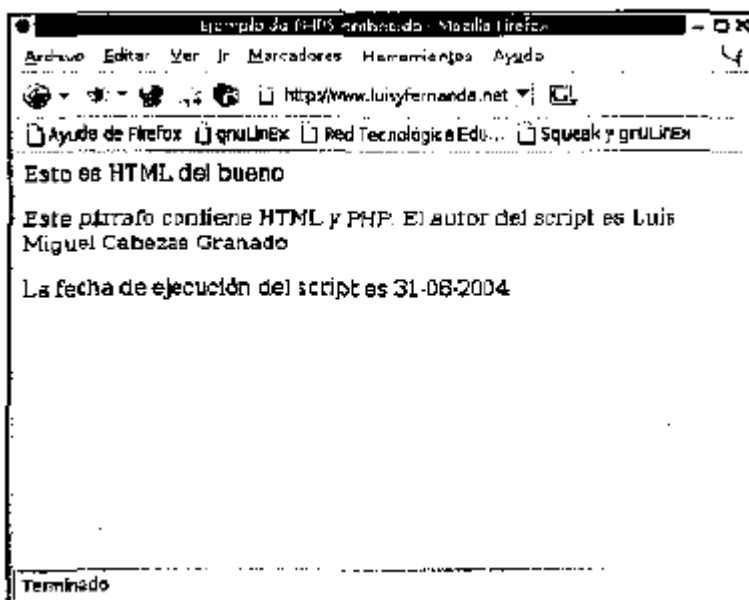 Ejemplo de PHP5 embebido - Mozilla Firefox
Archivo Editar Ver Ir Marcadores Herramientas Ayuda
http://www.luisyfernanda.net
Ayuda de Firefox gnuLinEx Red Tecnológica Edu... Squeak y gnuLinEx
Esto es HTML del bueno
Este párrafo contiene HTML y PHP. El autor del script es Luis
Miguel Cabezas Granado
La fecha de ejecución del script es 31-08-2004
Terminado